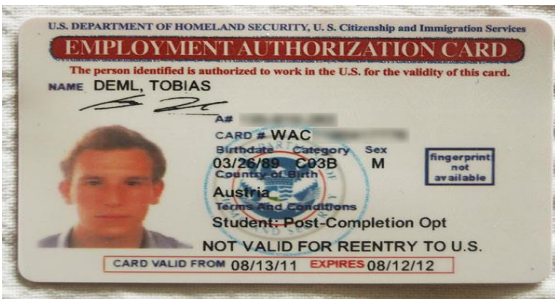 U.S. DEPARTMENT OF HOMELAND SECURITY, U. S. Citizenship and Immigration Services
EMPLOYMENT AUTHORIZATION CARD
The person identified is authorized to work in the U.S. for the validity of this card.
NAME DEML, TOBIAS
A#
CARD # WAC
Birthdate Category Sex
03/26/89 C03B M
Country of Birth
Austria
Terms and Conditions
Student: Post-Completion Opt
fingerprint
not
available
NOT VALID FOR REENTRY TO U.S.
CARD VALID FROM 08/13/11 EXPIRES 08/12/12